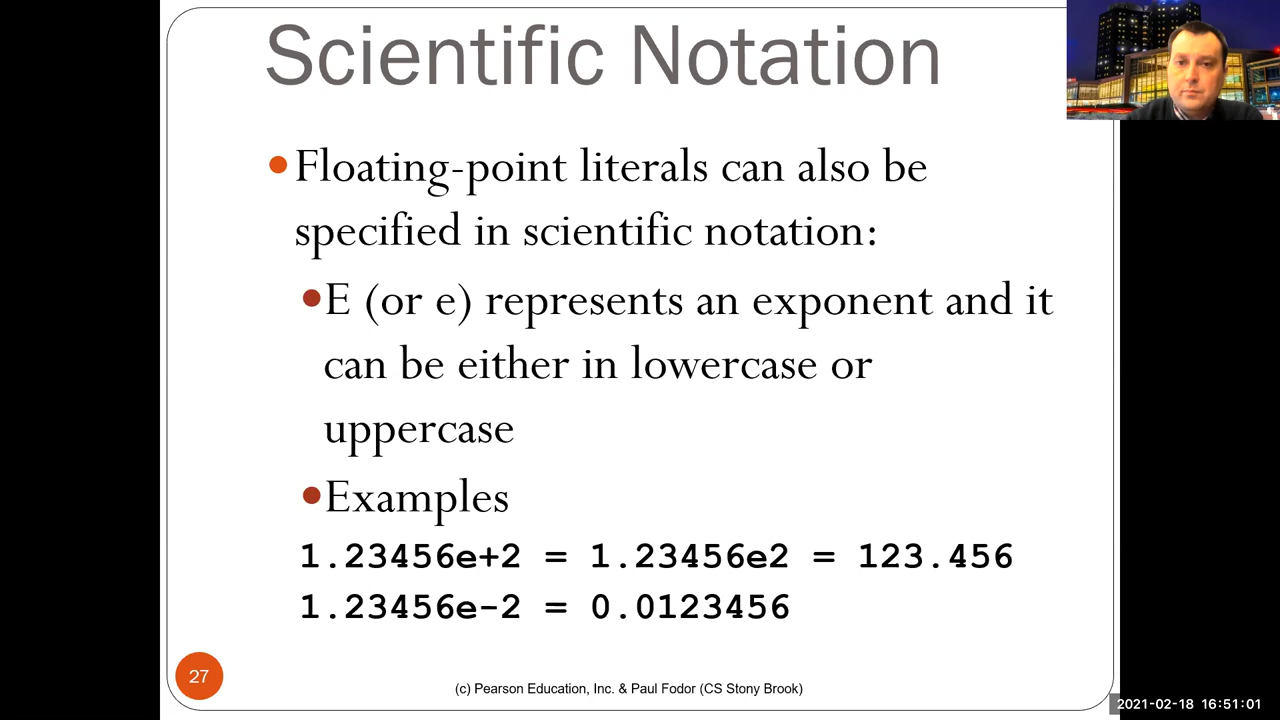 Scientific Notation
Floating-point literals can also be
specified in scientific notation:
E (or e) represents an exponent and it
can be either in lowercase or
uppercase
Examples
1.23456e+2 = 1.23456e2 = 123.456
1.23456e-2 = 0.0123456
27
(c) Pearson Education, Inc. & Paul Fodor (CS Stony Brook)
2021-02-18 16:51:01